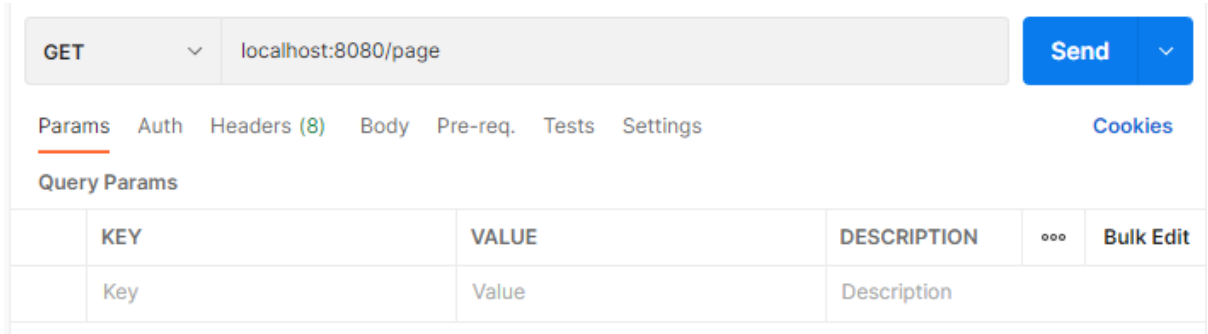 GET localhost:8080/page Send
Params Auth Headers (8) Body Pre-req. Tests Settings Cookies
Query Params
KEY VALUE DESCRIPTION ooo Bulk Edit
Key Value Description